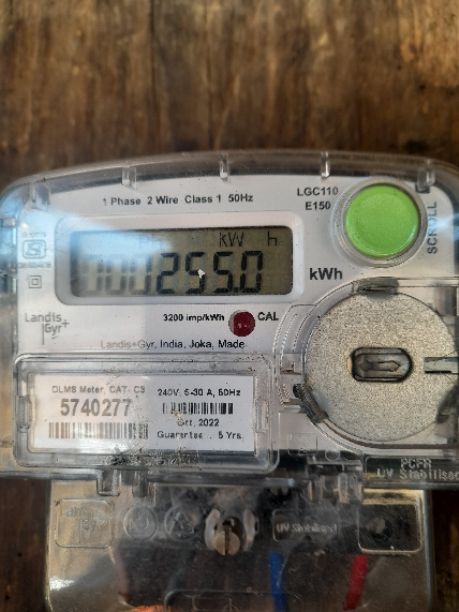 1 Phase 2 Wire Class 1 50Hz
LGC110
E150
SCROLL
kW h
000255.0
kWh
3200 imp/kWh
CAL
Landis+
Gyr
Landis+Gyr, India, Joka, Made
DLMS Meter, CAT- C3
5740277
240V, 5-30 A, 50Hz
Oct, 2022
Guarantee 5 Yrs.
UV Stabilised
UV Stabilised